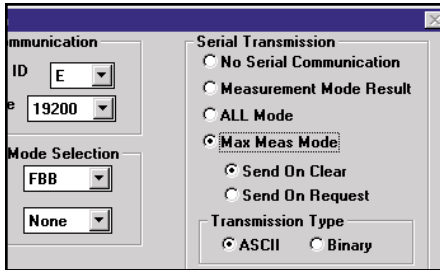 mmunication
ID E
e 19200
Mode Selection
FBB
None
Serial Transmission
No Serial Communication
Measurement Mode Result
ALL Mode
Max Meas Mode
Send On Clear
Send On Request
Transmission Type
ASCII Binary